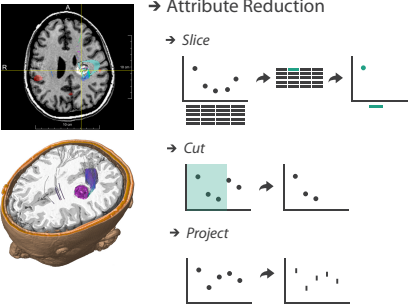 A
R
➔ Attribute Reduction
➔ Slice
➔ Cut
➔ Project